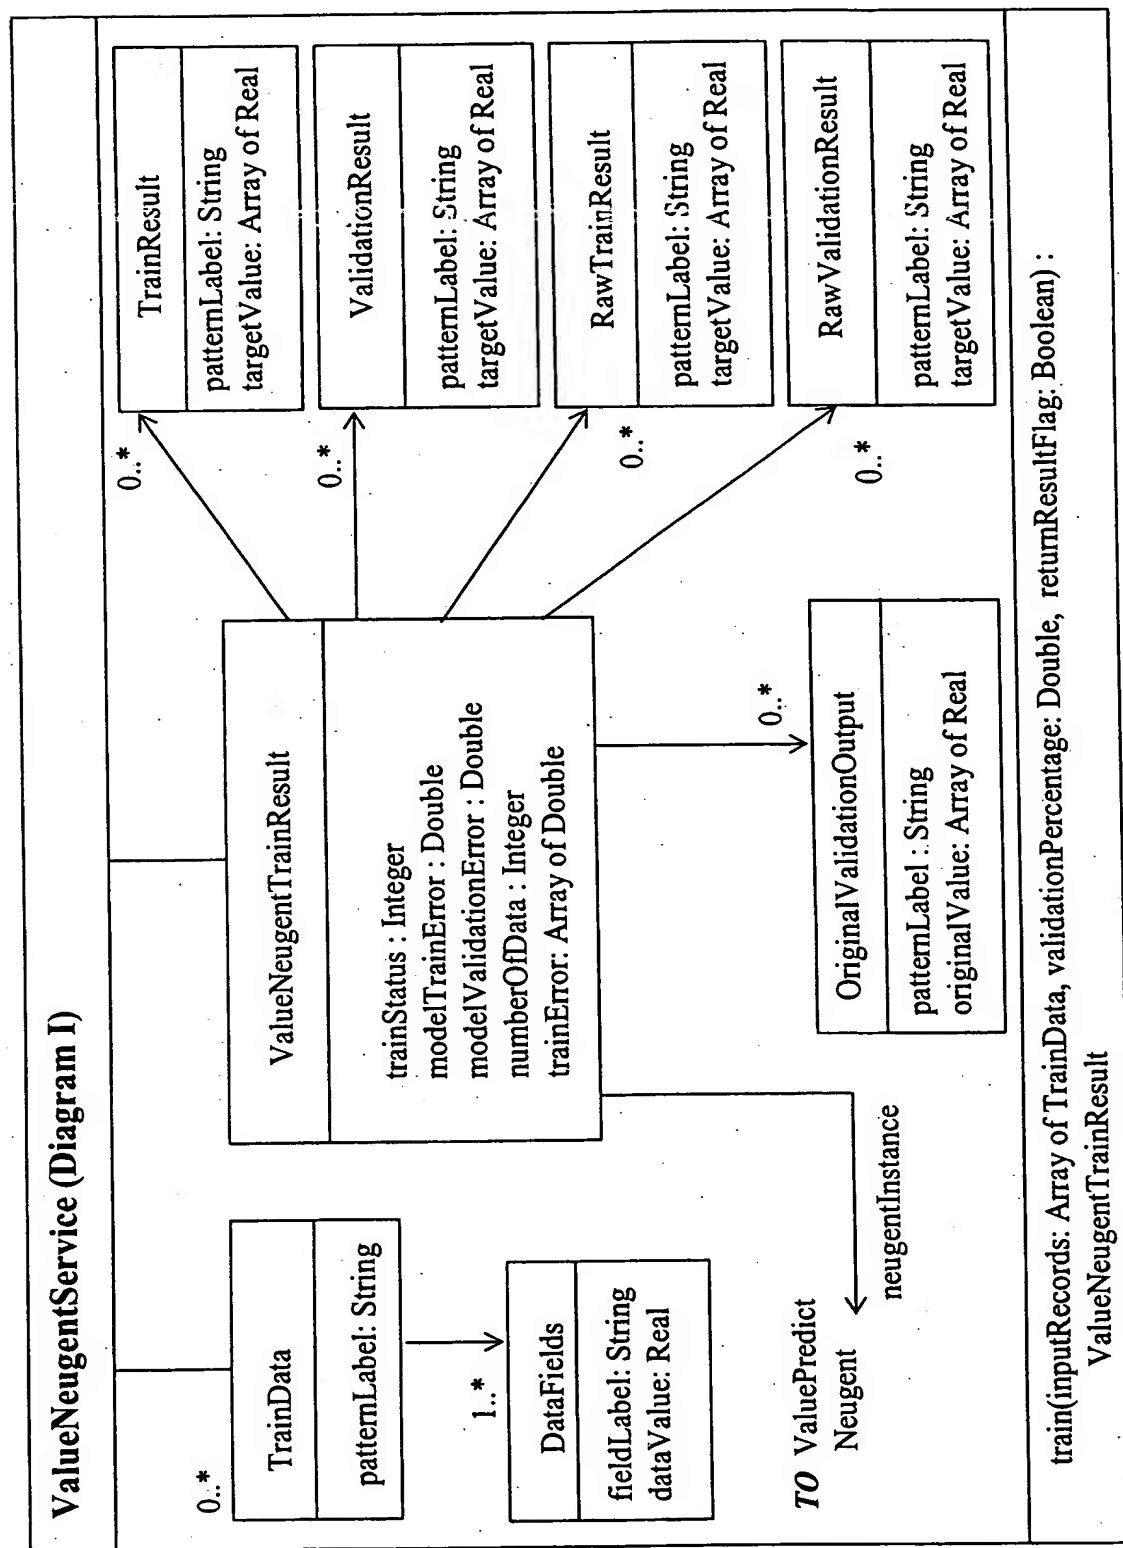 ValueNeugentService (Diagram I)
0..*
TrainData
patternLabel: String
1..*
DataFields
fieldLabel: String
dataValue: Real
TO ValuePredict
Neugent
neugentInstance
ValueNeugentTrainResult
trainStatus : Integer
modelTrainError : Double
modelValidationError : Double
numberOfData : Integer
trainError: Array of Double
0..*
OriginalValidationOutput
patternLabel : String
originalValue: Array of Real
0..*
TrainResult
patternLabel: String
targetValue: Array of Real
0..*
ValidationResult
patternLabel: String
targetValue: Array of Real
0..*
RawTrainResult
patternLabel: String
targetValue: Array of Real
0..*
RawValidationResult
patternLabel: String
targetValue: Array of Real
train(inputRecords: Array of TrainData, validationPercentage: Double, returnResultFlag: Boolean) :
ValueNeugentTrainResult